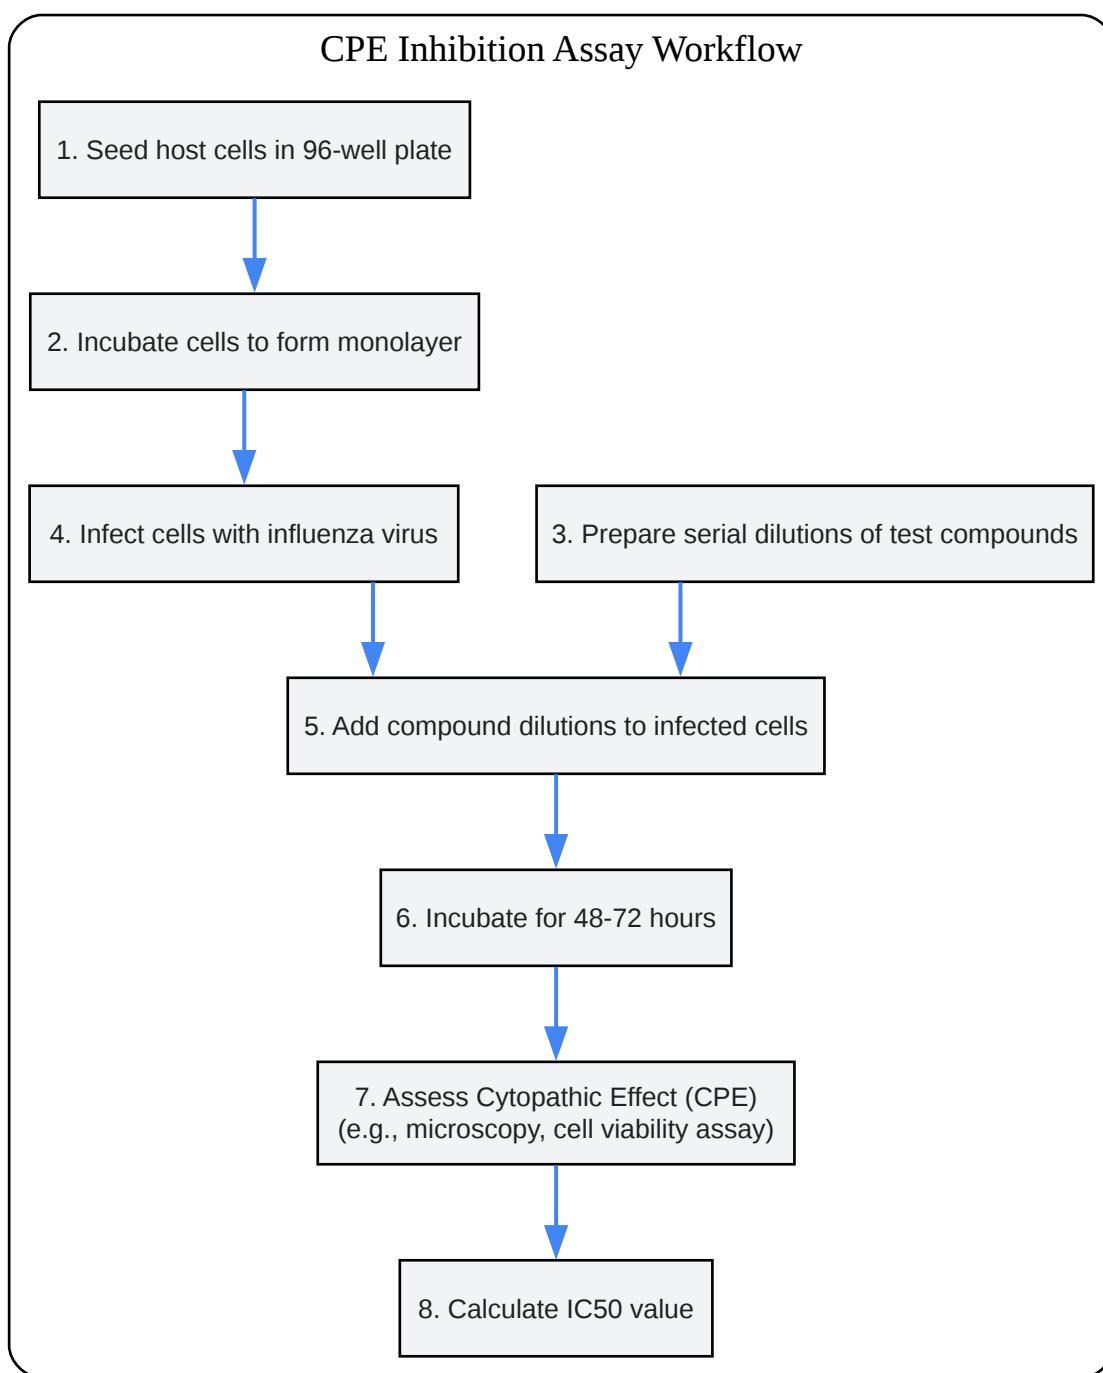 CPE Inhibition Assay Workflow
1. Seed host cells in 96-well plate
2. Incubate cells to form monolayer
4. Infect cells with influenza virus
3. Prepare serial dilutions of test compounds
5. Add compound dilutions to infected cells
6. Incubate for 48-72 hours
7. Assess Cytopathic Effect (CPE)
(e.g., microscopy, cell viability assay)
8. Calculate IC50 value